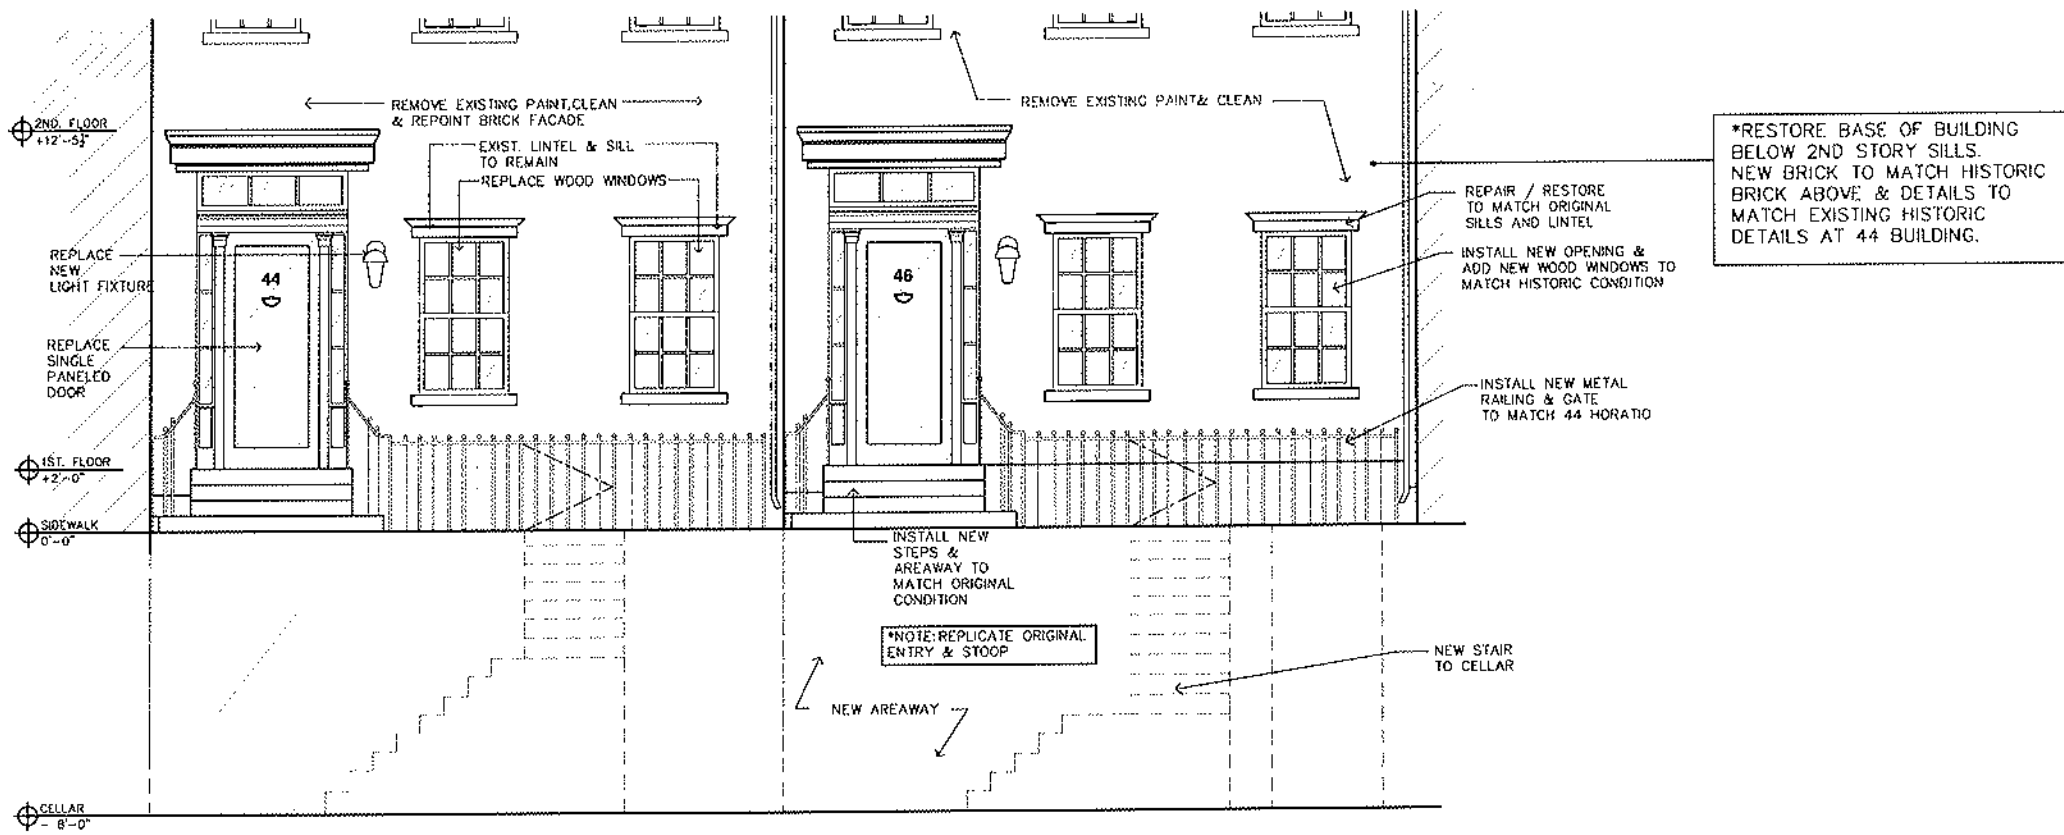 REMOVE EXISTING PAINT,CLEAN
& REPOINT BRICK FACADE
REMOVE EXISTING PAINT& CLEAN
2ND. FLOOR
*RESTORE BASE OF BUILDING
BELOW 2ND STORY SILLS.
NEW BRICK TO MATCH HISTORIC
BRICK ABOVE & DETAILS TO
MATCH EXISTING HISTORIC
DETAILS AT 44 BUILDING.
EXIST. LINTEL & SILL
TO REMAIN
REPLACE WOOD WINDOWS
REPAIR / RESTORE
TO MATCH ORIGINAL
SILLS AND LINTEL
REPLACE
NEW
LIGHT FIXTURE
44
46
INSTALL NEW OPENING &
ADD NEW WOOD WINDOWS TO
MATCH HISTORIC CONDITION
REPLACE
SINGLE
PANELED
DOOR
INSTALL NEW METAL
RAILING & GATE
TO MATCH 44 HORATIO
1ST. FLOOR
+2'-0"
SIDEWALK
0'-0"
INSTALL NEW
STEPS &
AREAWAY TO
MATCH ORIGINAL
CONDITION
*NOTE:REPLICATE ORIGINAL
ENTRY & STOOP
NEW STAIR
TO CELLAR
NEW AREAWAY
CELLAR
- 8'-0"